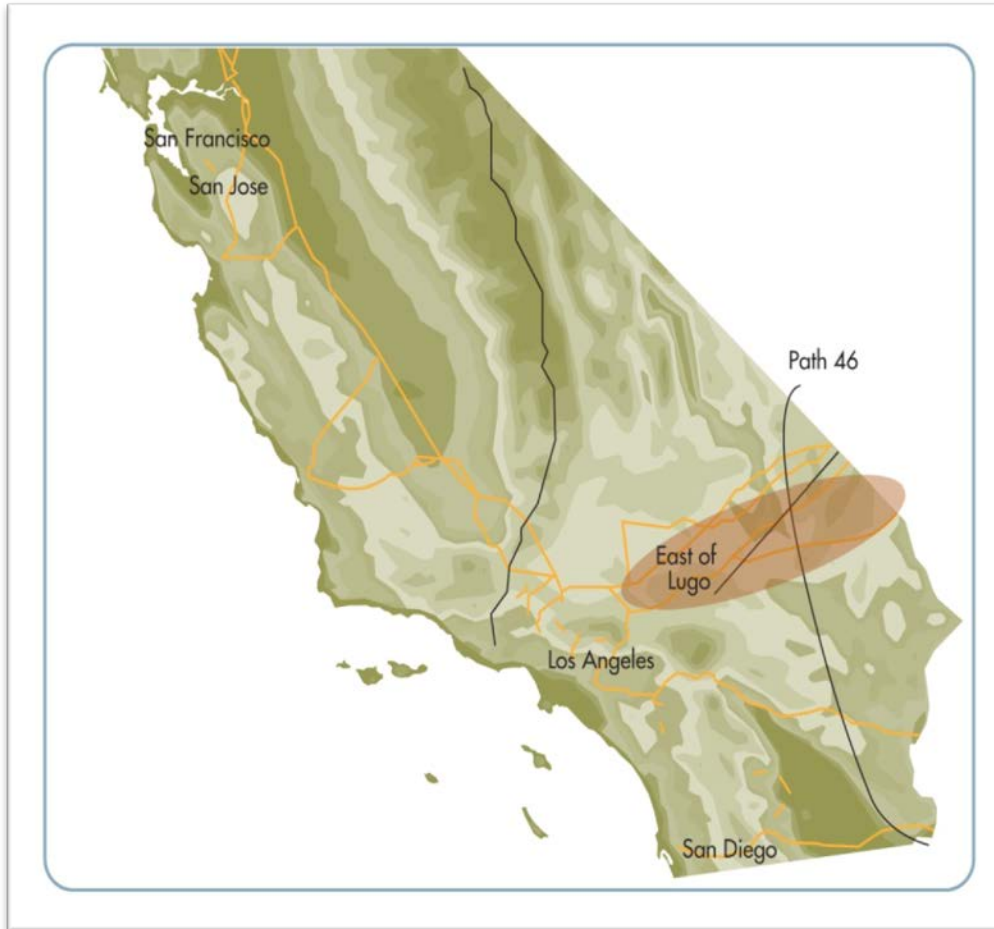 San Francisco
San Jose
Path 46
East of
Lugo
Los Angeles
San Diego